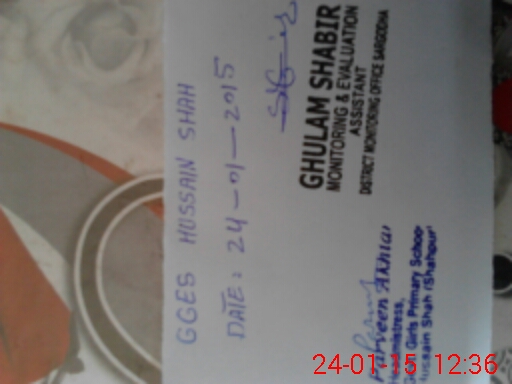 GGES HUSSAIN SHAH
DATE: 24-01-2015
GHULAM SHABIR
MONITORING & EVALUATION
ASSISTANT
DISTRICT MONITORING OFFICE SARGODHA
Parveen Akhtar
Headmistress,
Govt. Girls Primary School
Hussain Shah (Shahpur)
24-01-15 12:36